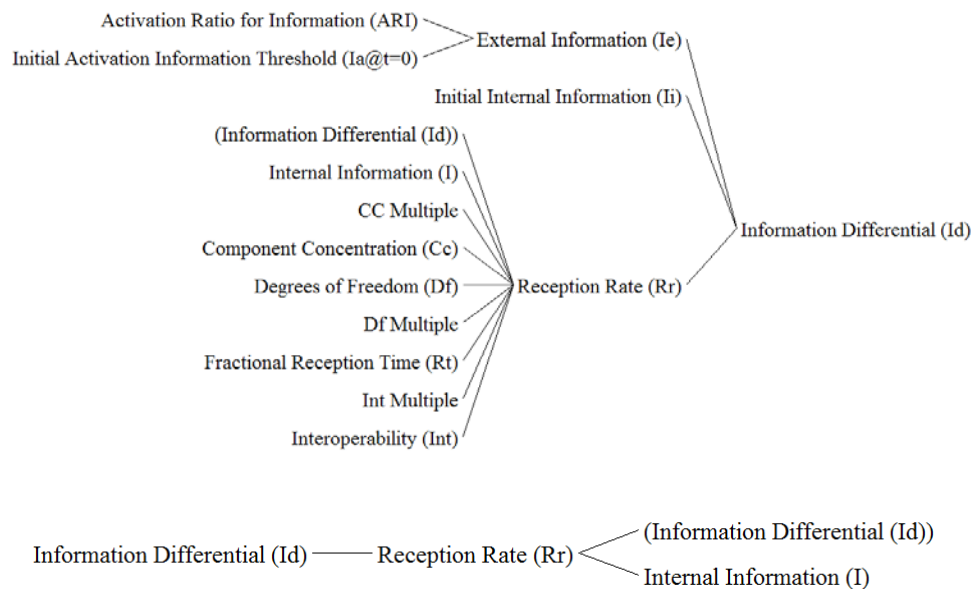 Activation Ratio for Information (ARI)
Initial Activation Information Threshold (Ia@t=0)
External Information (Ie)
Initial Internal Information (Ii)
(Information Differential (Id))
Internal Information (I)
CC Multiple
Component Concentration (Cc)
Degrees of Freedom (Df)
Df Multiple
Fractional Reception Time (Rt)
Int Multiple
Interoperability (Int)
Reception Rate (Rr)
Information Differential (Id)
Information Differential (Id)
Reception Rate (Rr)
(Information Differential (Id))
Internal Information (I)